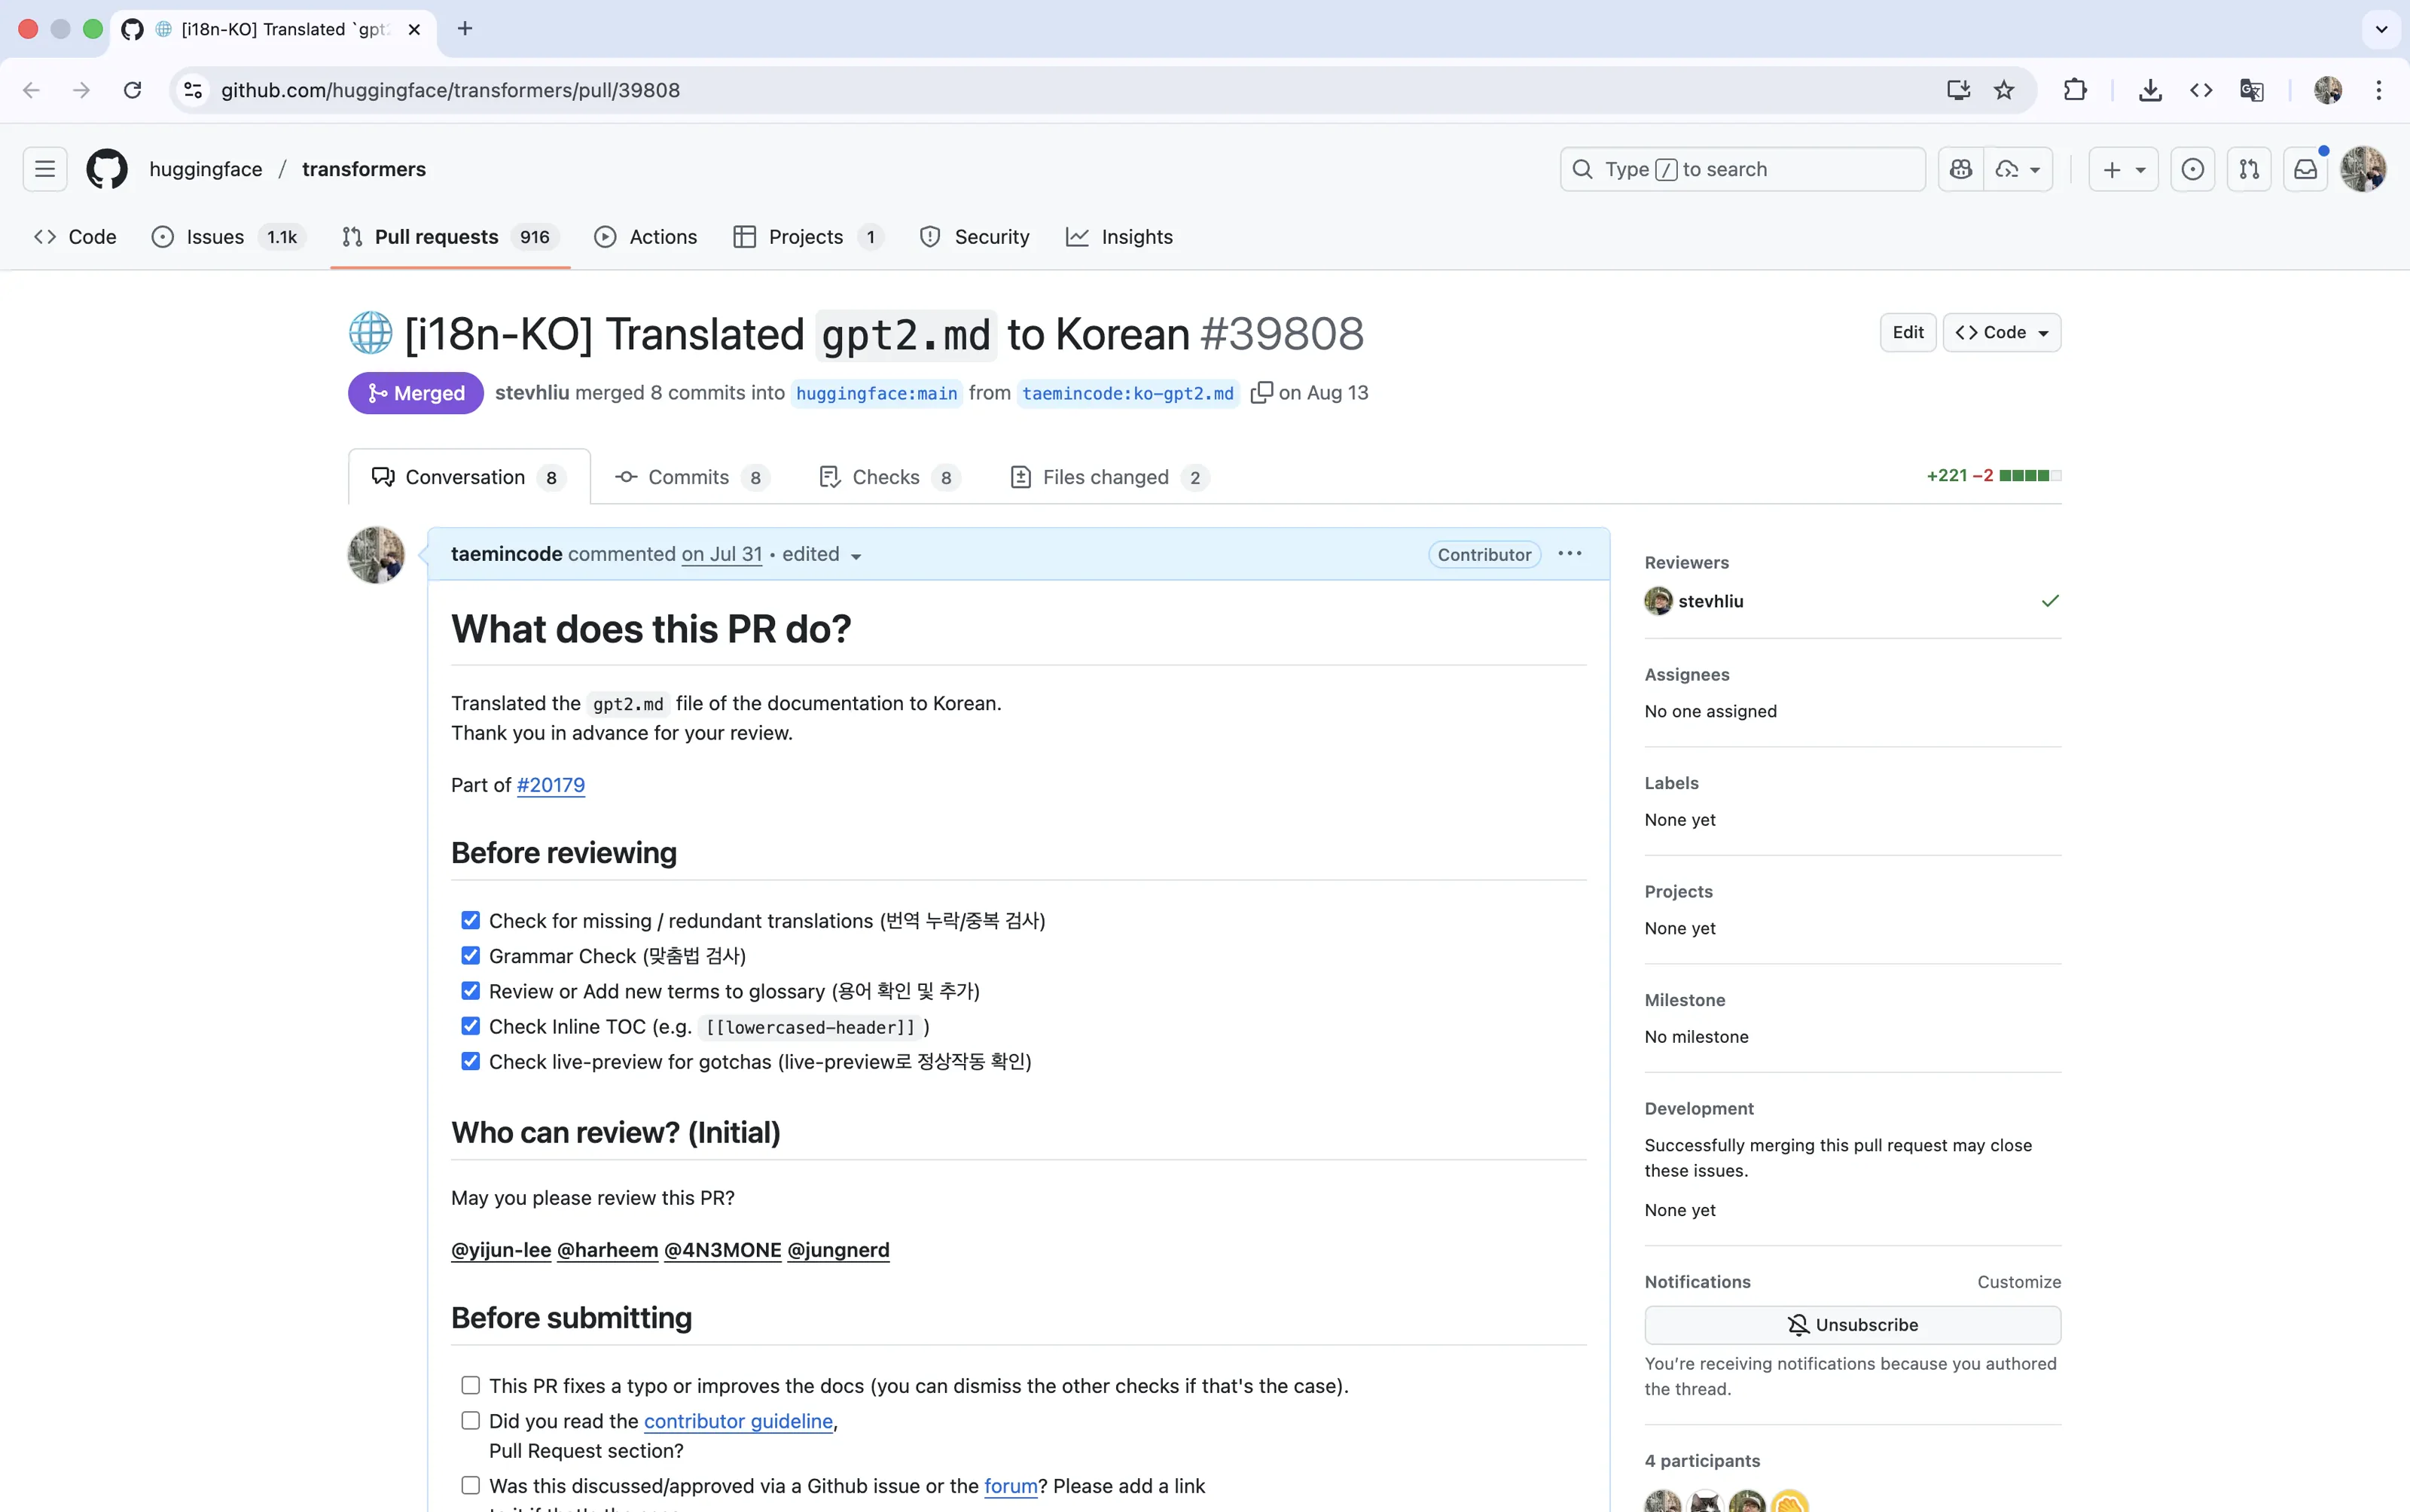 [i18n-KO] Translated `gpt2
github.com/huggingface/transformers/pull/39808
huggingface / transformers
Type / to search
Code
Issues 1.1k
Pull requests 916
Actions
Projects 1
Security
Insights
[i18n-KO] Translated gpt2.md to Korean #39808
Edit
Code
Merged
stevhliu merged 8 commits into huggingface:main from taemincode:ko-gpt2.md on Aug 13
Conversation 8
Commits 8
Checks 8
Files changed 2
+221 −2
taemincode commented on Jul 31 • edited
Contributor
What does this PR do?
Translated the gpt2.md file of the documentation to Korean.
Thank you in advance for your review.
Part of #20179
Before reviewing
Check for missing / redundant translations (번역 누락/중복 검사)
Grammar Check (맞춤법 검사)
Review or Add new terms to glossary (용어 확인 및 추가)
Check Inline TOC (e.g. [[lowercased-header]] )
Check live-preview for gotchas (live-preview로 정상작동 확인)
Who can review? (Initial)
May you please review this PR?
@yijun-lee @harheem @4N3MONE @jungnerd
Before submitting
This PR fixes a typo or improves the docs (you can dismiss the other checks if that's the case).
Did you read the contributor guideline,
Pull Request section?
Was this discussed/approved via a Github issue or the forum? Please add a link
Reviewers
stevhliu
Assignees
No one assigned
Labels
None yet
Projects
None yet
Milestone
No milestone
Development
Successfully merging this pull request may close
these issues.
None yet
Notifications
Customize
Unsubscribe
You're receiving notifications because you authored
the thread.
4 participants